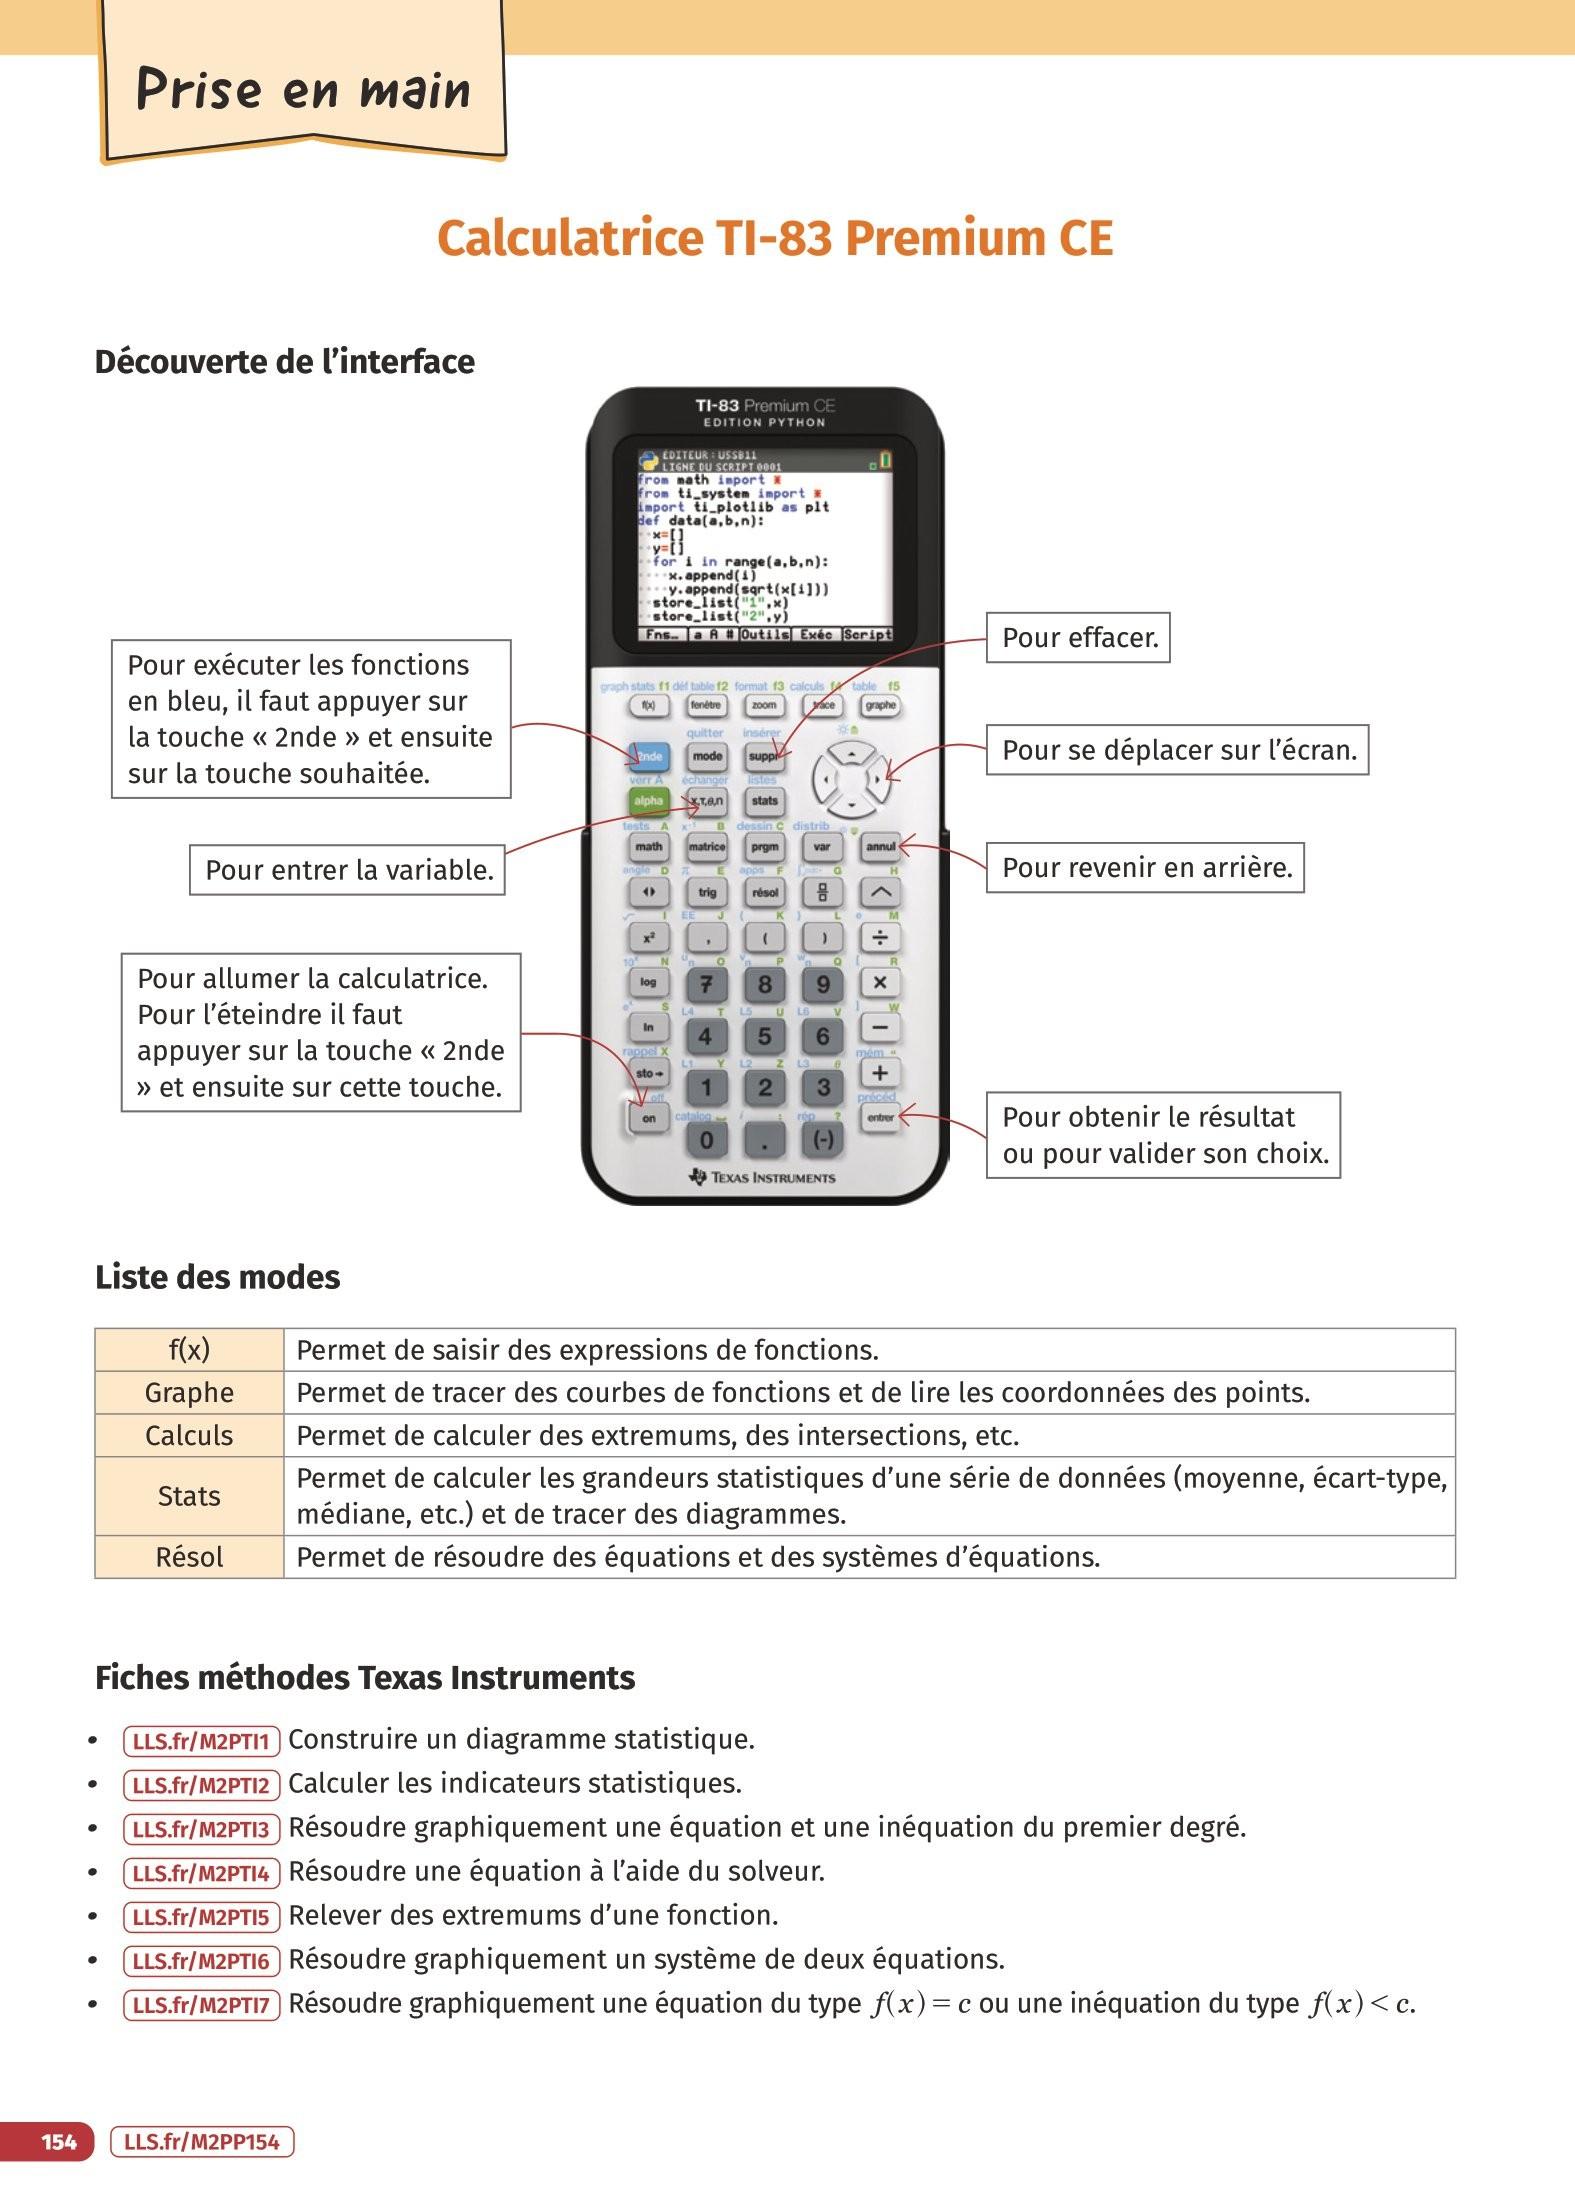 Prise en main
Calculatrice TI-83 Premium CE
Découverte de l'interface
TI-83 Premium CE
EDITION PYTHON
ÉDITEUR : USSB11
LIGNE DU SCRIPT 0001
from math import *
from ti_system import *
import ti_plotlib as plt
def data(a,b,n):
x=[]
y=[]
for i in range(a,b,n):
x.append(i)
y.append(sqrt(x[i]))
store_list("1",x)
store_list("2",y)
Fns… a A # Outils Exéc Script
Pour exécuter les fonctions
en bleu, il faut appuyer sur
la touche « 2nde » et ensuite
sur la touche souhaitée.
Pour entrer la variable.
Pour allumer la calculatrice.
Pour l'éteindre il faut
appuyer sur la touche « 2nde
» et ensuite sur cette touche.
Pour effacer.
Pour se déplacer sur l'écran.
Pour revenir en arrière.
Pour obtenir le résultat
ou pour valider son choix.
graph stats f1 déf table f2 format f3 calculs f4 table f5
f(x) fenêtre zoom trace graphe
quitter insérer
2nde mode suppr
verr A échanger listes
alpha X,T,θ,n stats
tests A x⁻¹ B dessin C distrib
math matrice prgm var annul
angle D π E apps F G H
trig résol
√ I EE J { K } L e M
x² , ( ) ÷
10ˣ N uₙ O vₙ P wₙ Q [ R
log 7 8 9 ×
eˣ S L4 T L5 U L6 V ] W
ln 4 5 6 −
rappel X L1 Y L2 Z L3 θ mém "
sto→ 1 2 3 +
off catalog i : rép ? précéd
on 0 . (-) entrer
TEXAS INSTRUMENTS
Liste des modes
f(x) Permet de saisir des expressions de fonctions.
Graphe Permet de tracer des courbes de fonctions et de lire les coordonnées des points.
Calculs Permet de calculer des extremums, des intersections, etc.
Stats Permet de calculer les grandeurs statistiques d'une série de données (moyenne, écart-type,
médiane, etc.) et de tracer des diagrammes.
Résol Permet de résoudre des équations et des systèmes d'équations.
Fiches méthodes Texas Instruments
• LLS.fr/M2PTI1 Construire un diagramme statistique.
• LLS.fr/M2PTI2 Calculer les indicateurs statistiques.
• LLS.fr/M2PTI3 Résoudre graphiquement une équation et une inéquation du premier degré.
• LLS.fr/M2PTI4 Résoudre une équation à l'aide du solveur.
• LLS.fr/M2PTI5 Relever des extremums d'une fonction.
• LLS.fr/M2PTI6 Résoudre graphiquement un système de deux équations.
• LLS.fr/M2PTI7 Résoudre graphiquement une équation du type f(x) = c ou une inéquation du type f(x) < c.
154 LLS.fr/M2PP154